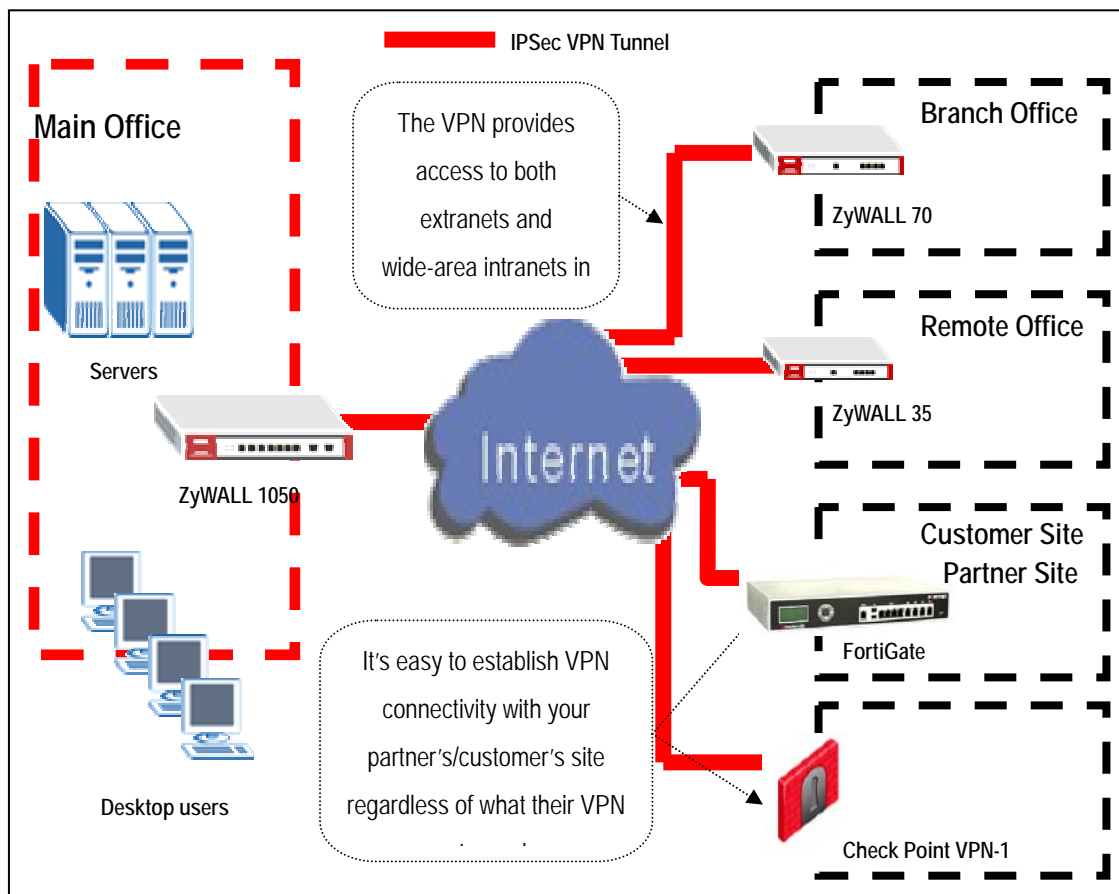 IPSec VPN Tunnel
Main Office
The VPN provides
access to both
extranets and
wide-area intranets in
Branch Office
ZyWALL 70
Remote Office
ZyWALL 35
Servers
ZyWALL 1050
Internet
Customer Site
Partner Site
FortiGate
It's easy to establish VPN
connectivity with your
partner's/customer's site
regardless of what their VPN
Desktop users
Check Point VPN-1